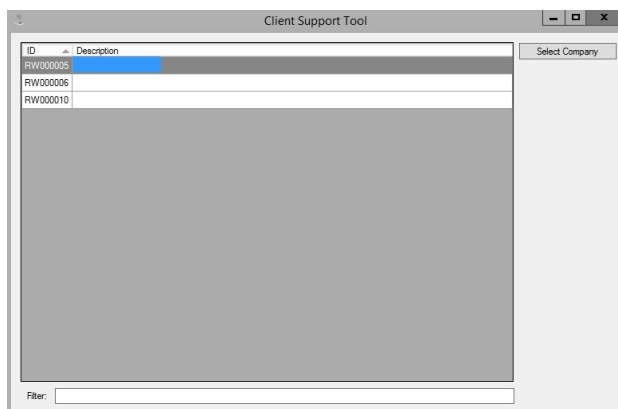 Client Support Tool
ID Description
Select Company
RW000005
RW000006
RW000010
Filter: